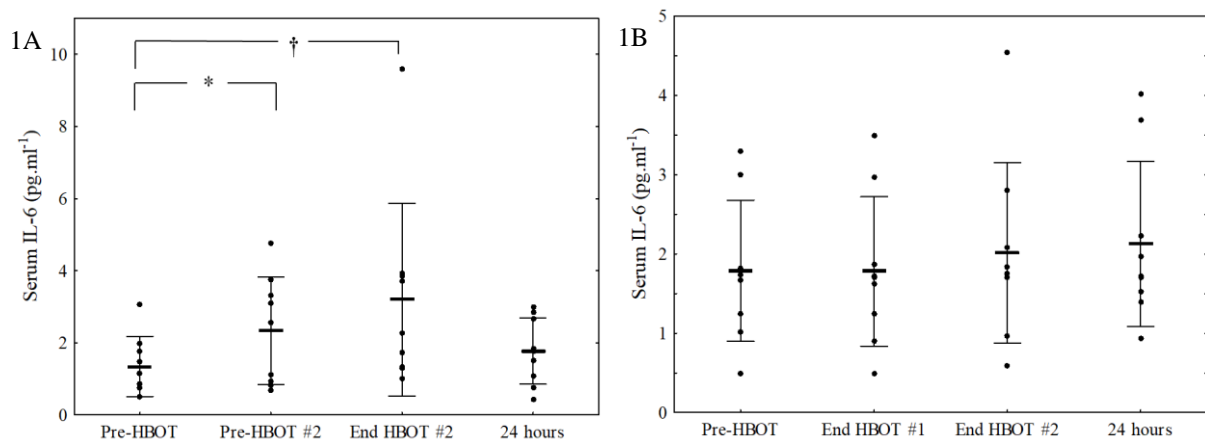 1A
†
*
10
8
6
4
2
0
Serum IL-6 (pg.ml⁻¹)
Pre-HBOT Pre-HBOT #2 End HBOT #2 24 hours
1B
5
4
3
2
1
0
Serum IL-6 (pg.ml⁻¹)
Pre-HBOT End HBOT #1 End HBOT #2 24 hours